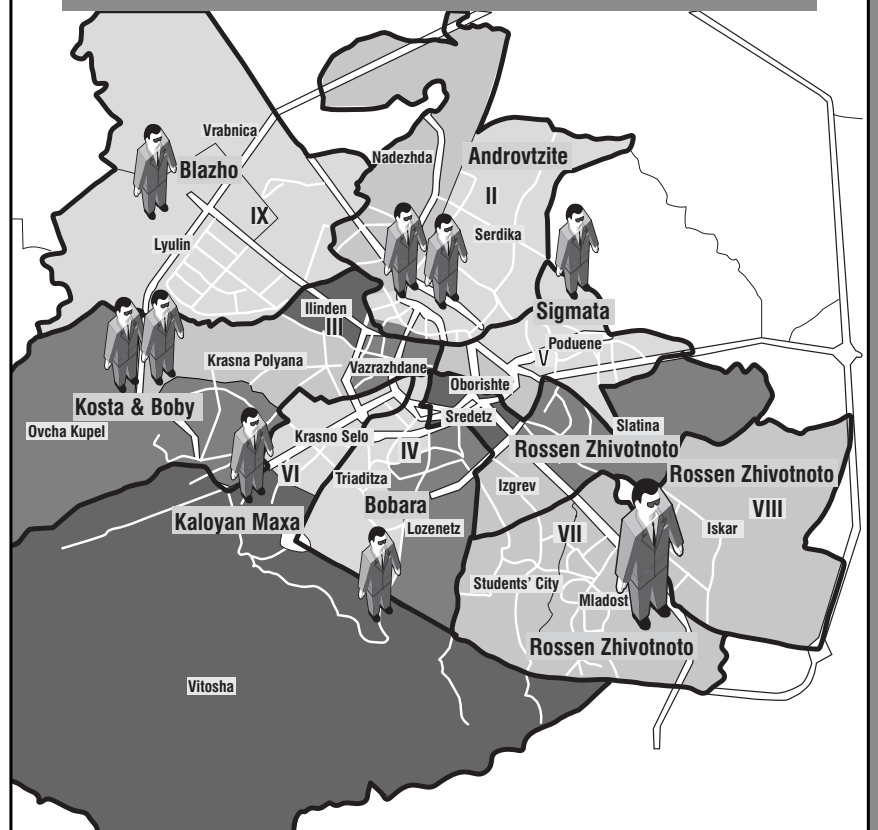 Vrabnica
Nadezhda
Androvtzite
Blazho
II
IX
Serdika
Lyulin
Ilinden
Sigmata
III
Poduene
V
Krasna Polyana
Vazrazhdane
Oborishte
Kosta & Boby
Sredetz
Slatina
Ovcha Kupel
Krasno Selo
Rossen Zhivotnoto
IV
VI
Triaditza
Rossen Zhivotnoto
Izgrev
Bobara
VIII
Kaloyan Maxa
Lozenetz
VII
Iskar
Students' City
Mladost
Rossen Zhivotnoto
Vitosha